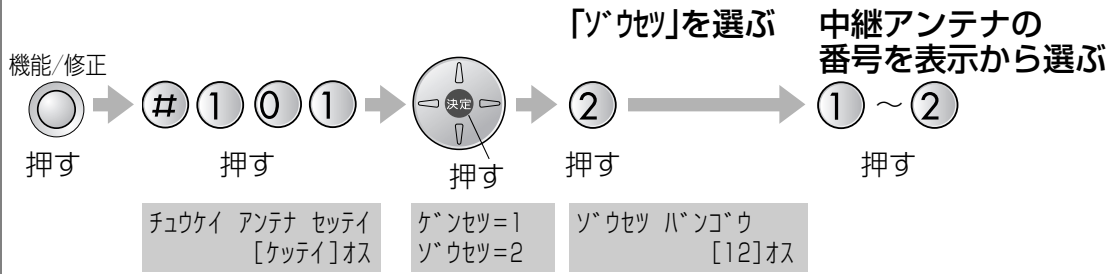 「ｿﾞｳｾﾂ」を選ぶ
中継アンテナの
番号を表示から選ぶ
機能/修正
# 1 0 1
決定
2
1 ～ 2
押す
押す
押す
押す
押す
ﾁｭｳｹｲ ｱﾝﾃﾅ ｾｯﾃｲ
[ｹｯﾃｲ]ｵｽ
ｹﾞﾝｾﾂ=1
ｿﾞｳｾﾂ=2
ｿﾞｳｾﾂ ﾊﾞﾝｺﾞｳ
[12]ｵｽ